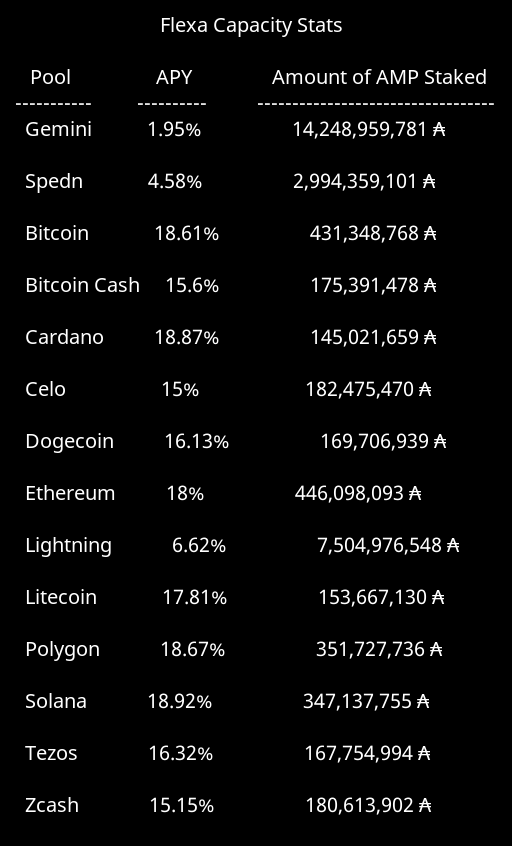 Flexa Capacity Stats
Pool APY Amount of AMP Staked
----------- ---------- ----------------------------------
Gemini 1.95% 14,248,959,781 ₳
Spedn 4.58% 2,994,359,101 ₳
Bitcoin 18.61% 431,348,768 ₳
Bitcoin Cash 15.6% 175,391,478 ₳
Cardano 18.87% 145,021,659 ₳
Celo 15% 182,475,470 ₳
Dogecoin 16.13% 169,706,939 ₳
Ethereum 18% 446,098,093 ₳
Lightning 6.62% 7,504,976,548 ₳
Litecoin 17.81% 153,667,130 ₳
Polygon 18.67% 351,727,736 ₳
Solana 18.92% 347,137,755 ₳
Tezos 16.32% 167,754,994 ₳
Zcash 15.15% 180,613,902 ₳